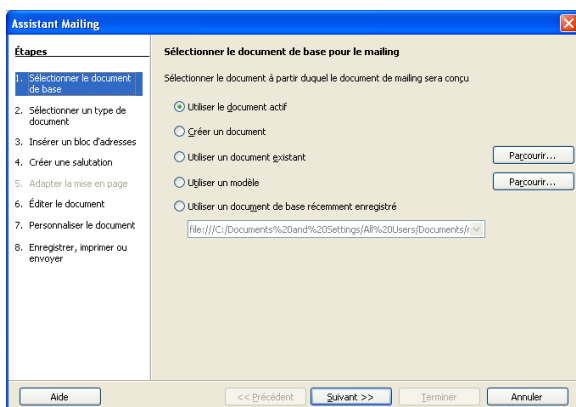 Assistant Mailing
Étapes
1. Sélectionner le document
de base
2. Sélectionner un type de
document
3. Insérer un bloc d'adresses
4. Créer une salutation
5. Adapter la mise en page
6. Éditer le document
7. Personnaliser le document
8. Enregistrer, imprimer ou
envoyer
Sélectionner le document de base pour le mailing
Sélectionner le document à partir duquel le document de mailing sera conçu
Utiliser le document actif
Créer un document
Utiliser un document existant
Parcourir...
Utiliser un modèle
Parcourir...
Utiliser un document de base récemment enregistré
file:///C:/Documents%20and%20Settings/All%20Users/Documents/
Aide
<< Précédent
Suivant >>
Terminer
Annuler